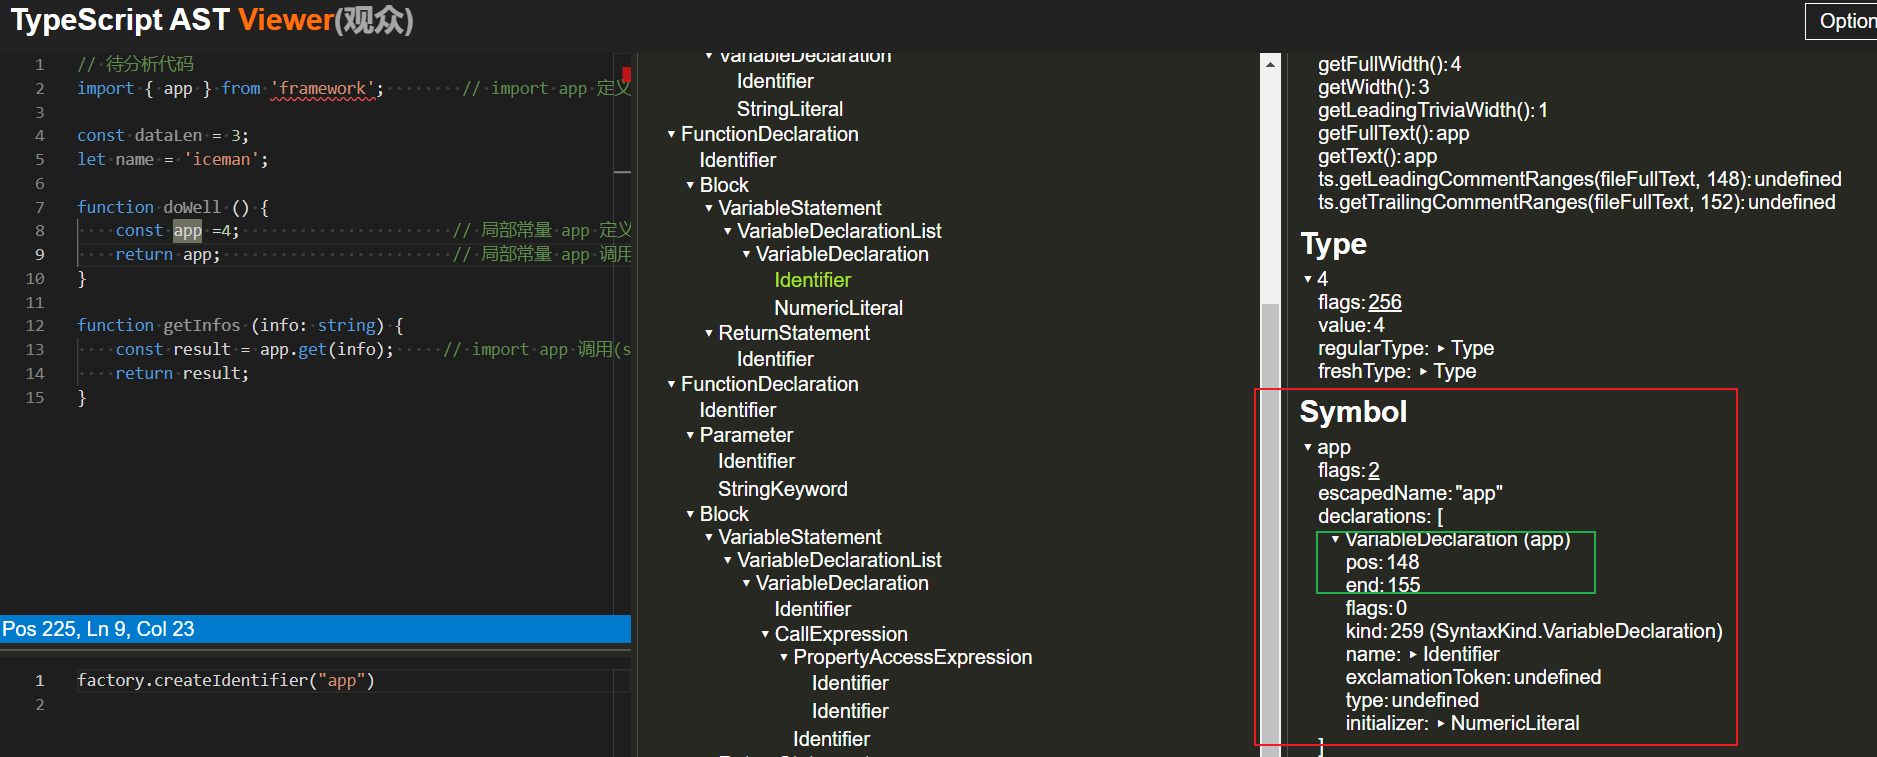 TypeScript AST Viewer(观众)
Option
1 // 待分析代码
2 import { app } from 'framework'; // import app 定义
3
4 const dataLen = 3;
5 let name = 'iceman';
6
7 function doWell () {
8 const app =4; // 局部常量 app 定义
9 return app; // 局部常量 app 调用
10 }
11
12 function getInfos (info: string) {
13 const result = app.get(info); // import app 调用(s
14 return result;
15 }
Pos 225, Ln 9, Col 23
1 factory.createIdentifier("app")
2
▾ VariableDeclaration
Identifier
StringLiteral
▾ FunctionDeclaration
Identifier
▾ Block
▾ VariableStatement
▾ VariableDeclarationList
▾ VariableDeclaration
Identifier
NumericLiteral
▾ ReturnStatement
Identifier
▾ FunctionDeclaration
Identifier
▾ Parameter
Identifier
StringKeyword
▾ Block
▾ VariableStatement
▾ VariableDeclarationList
▾ VariableDeclaration
Identifier
▾ CallExpression
▾ PropertyAccessExpression
Identifier
Identifier
Identifier
getFullWidth(): 4
getWidth(): 3
getLeadingTriviaWidth(): 1
getFullText(): app
getText(): app
ts.getLeadingCommentRanges(fileFullText, 148): undefined
ts.getTrailingCommentRanges(fileFullText, 152): undefined
Type
▾ 4
flags: 256
value: 4
regularType: ▸ Type
freshType: ▸ Type
Symbol
▾ app
flags: 2
escapedName: "app"
declarations: [
▾ VariableDeclaration (app)
pos: 148
end: 155
flags: 0
kind: 259 (SyntaxKind.VariableDeclaration)
name: ▸ Identifier
exclamationToken: undefined
type: undefined
initializer: ▸ NumericLiteral
]